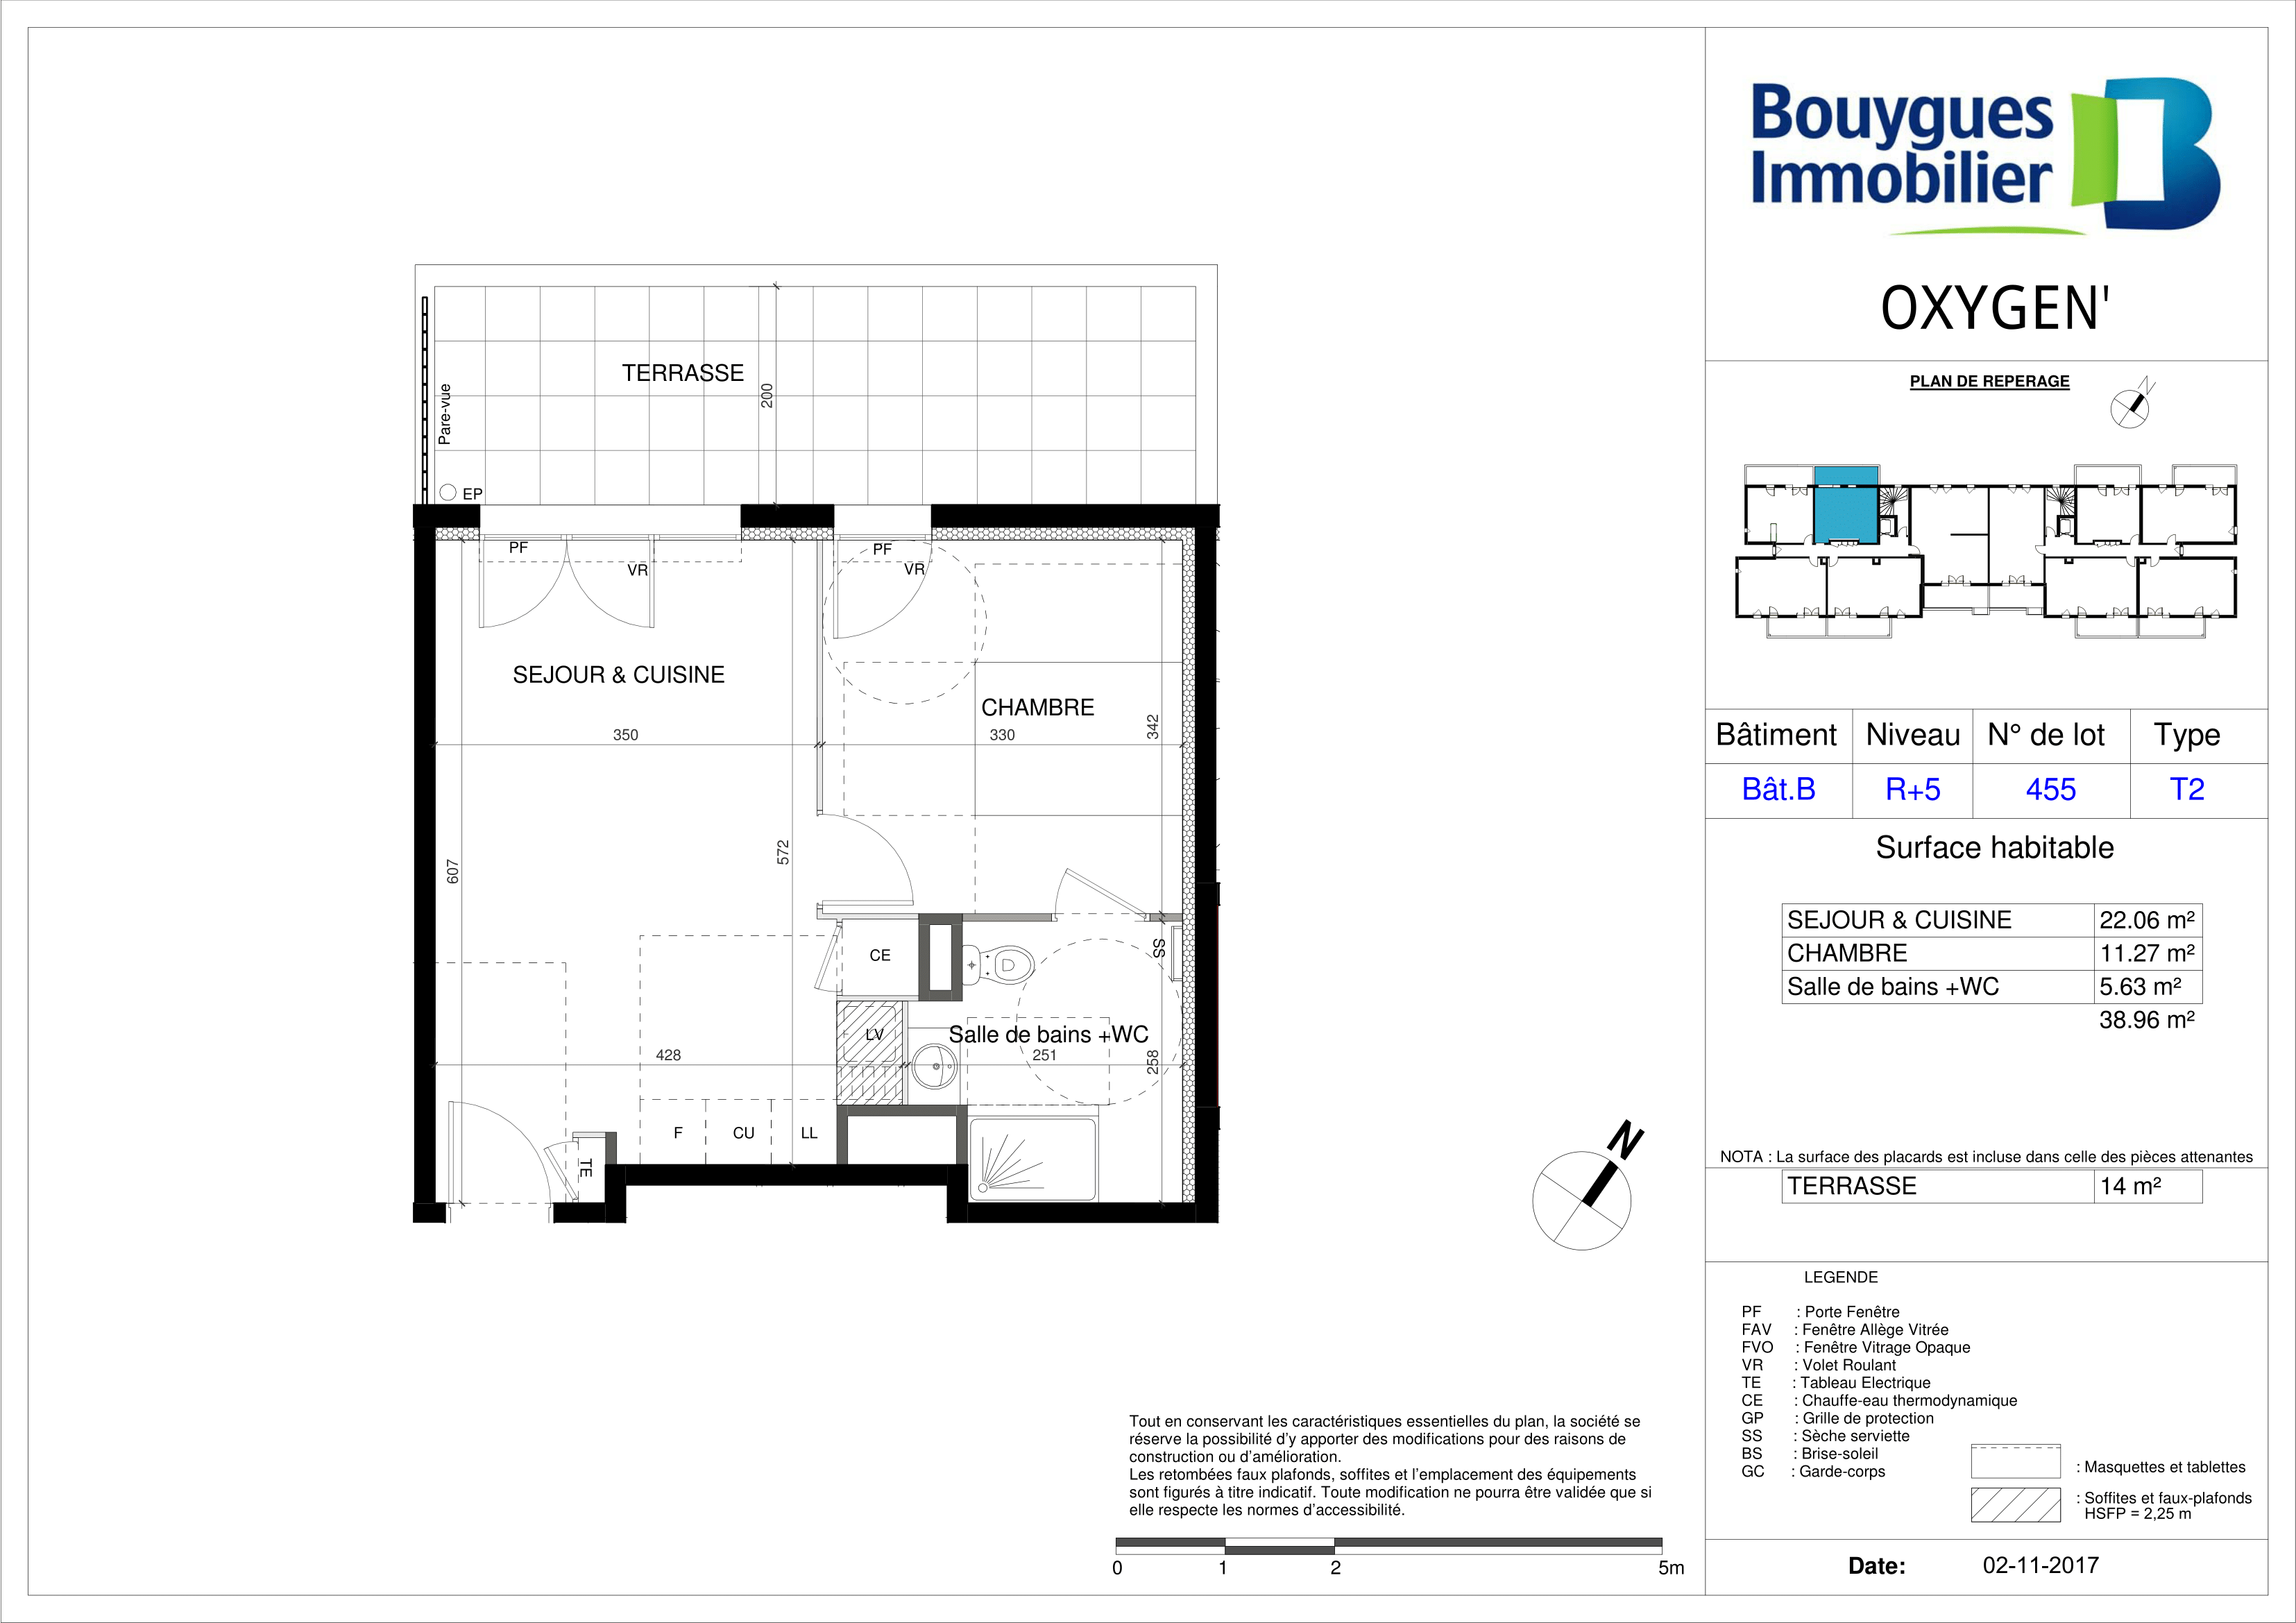 Bouygues
Immobilier
OXYGEN'
PLAN DE REPERAGE
N
Bâtiment Niveau N° de lot Type
Bât.B R+5 455 T2
Surface habitable
SEJOUR & CUISINE 22.06 m²
CHAMBRE 11.27 m²
Salle de bains +WC 5.63 m²
38.96 m²
NOTA : La surface des placards est incluse dans celle des pièces attenantes
TERRASSE 14 m²
LEGENDE
PF : Porte Fenêtre
FAV : Fenêtre Allège Vitrée
FVO : Fenêtre Vitrage Opaque
VR : Volet Roulant
TE : Tableau Electrique
CE : Chauffe-eau thermodynamique
GP : Grille de protection
SS : Sèche serviette
BS : Brise-soleil
GC : Garde-corps
: Masquettes et tablettes
: Soffites et faux-plafonds
HSFP = 2,25 m
Date: 02-11-2017
TERRASSE
200
Pare-vue
EP
PF
VR
PF
VR
SEJOUR & CUISINE
CHAMBRE
350
330
342
607
572
CE
SS
LV
Salle de bains +WC
428
251
258
F
CU
LL
TE
N
Tout en conservant les caractéristiques essentielles du plan, la société se
réserve la possibilité d'y apporter des modifications pour des raisons de
construction ou d'amélioration.
Les retombées faux plafonds, soffites et l'emplacement des équipements
sont figurés à titre indicatif. Toute modification ne pourra être validée que si
elle respecte les normes d'accessibilité.
0 1 2 5m